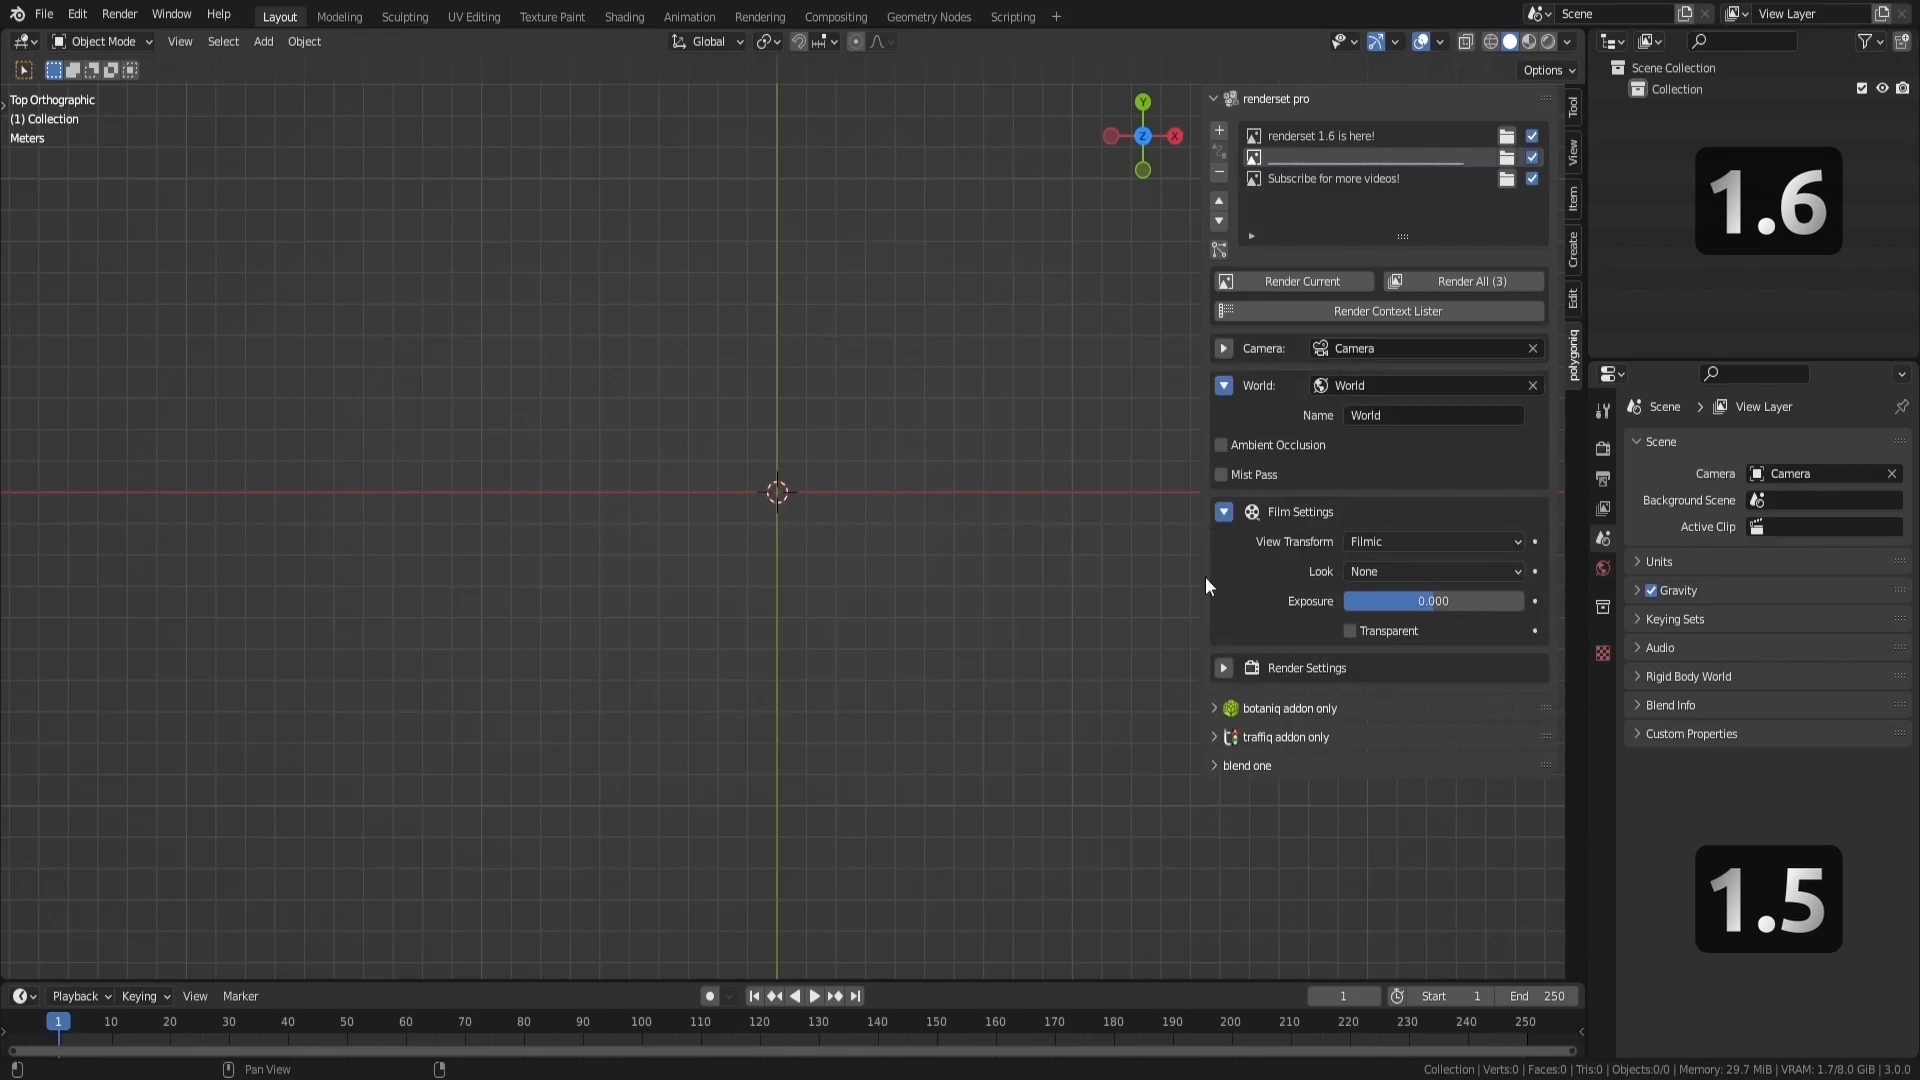 File Edit Render Window Help Layout Modeling Sculpting UV Editing Texture Paint Shading Animation Rendering Compositing Geometry Nodes Scripting + Scene View Layer
Object Mode View Select Add Object Global
Options
Top Orthographic
(1) Collection
Meters
Y
Z
X
renderset pro
renderset 1.6 is here!
Subscribe for more videos!
Render Current Render All (3)
Render Context Lister
Camera: Camera
World: World
Name World
Ambient Occlusion
Mist Pass
Film Settings
View Transform Filmic
Look None
Exposure 0.000
Transparent
Render Settings
botaniq addon only
traffiq addon only
blend one
Tool
View
Item
Create
Edit
polygoniq
Scene Collection
Collection
1.6
Scene > View Layer
Scene
Camera Camera
Background Scene
Active Clip
Units
Gravity
Keying Sets
Audio
Rigid Body World
Blend Info
Custom Properties
1.5
Playback Keying View Marker
1 Start 1 End 250
1 10 20 30 40 50 60 70 80 90 100 110 120 130 140 150 160 170 180 190 200 210 220 230 240 250
Pan View
Collection | Verts:0 | Faces:0 | Tris:0 | Objects:0/0 | Memory: 29.7 MiB | VRAM: 1.7/8.0 GiB | 3.0.0